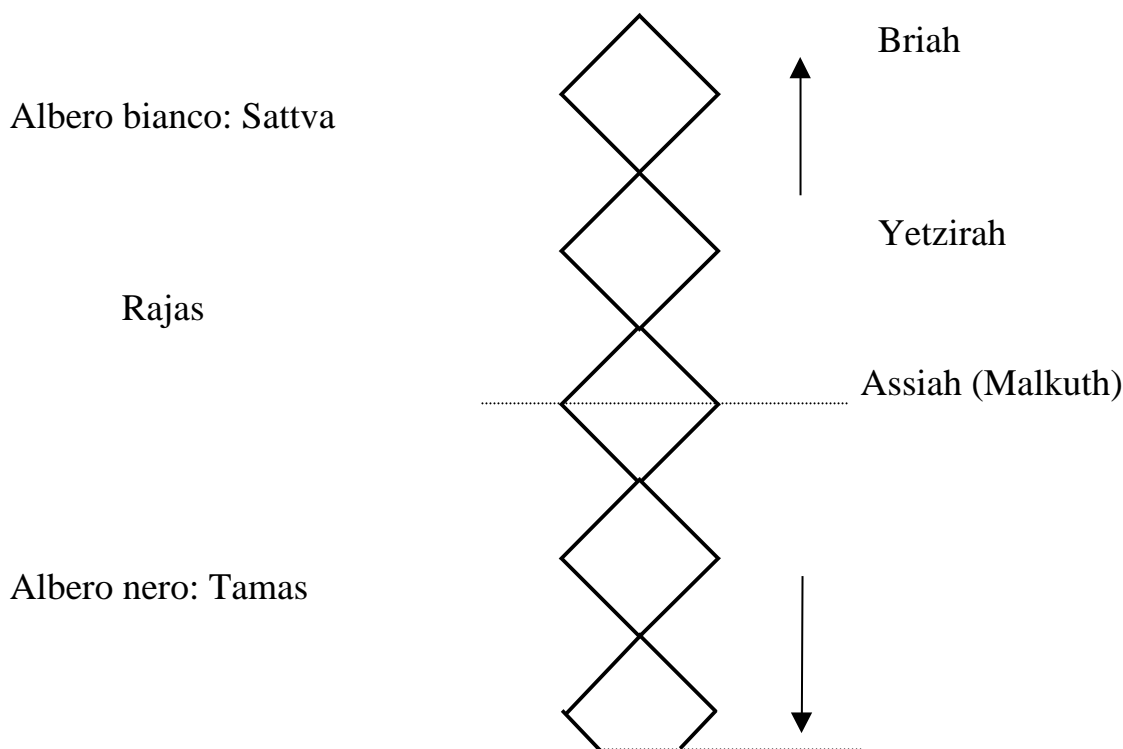 Briah
Albero bianco: Sattva
Yetzirah
Rajas
Assiah (Malkuth)
Albero nero: Tamas